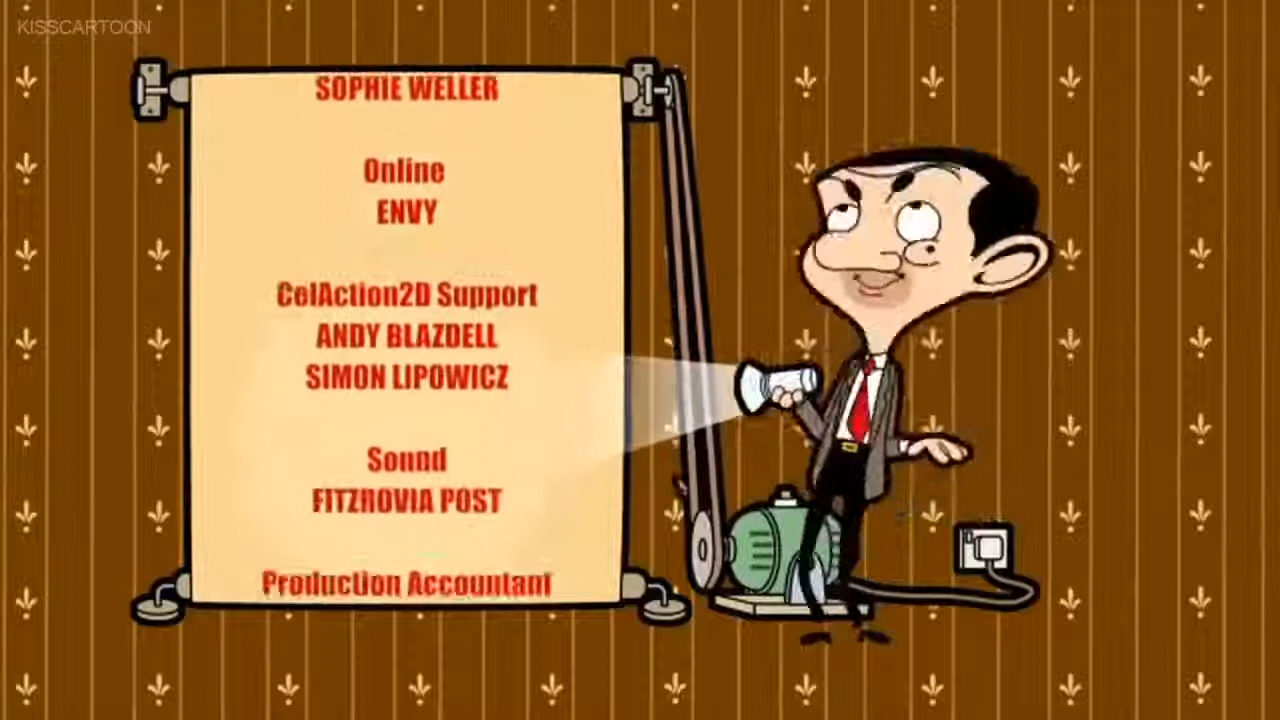 KISSCARTOON
SOPHIE WELLER
Online
ENVY
CelAction2D Support
ANDY BLAZDELL
SIMON LIPOWICZ
Sound
FITZROVIA POST
Production Accountant